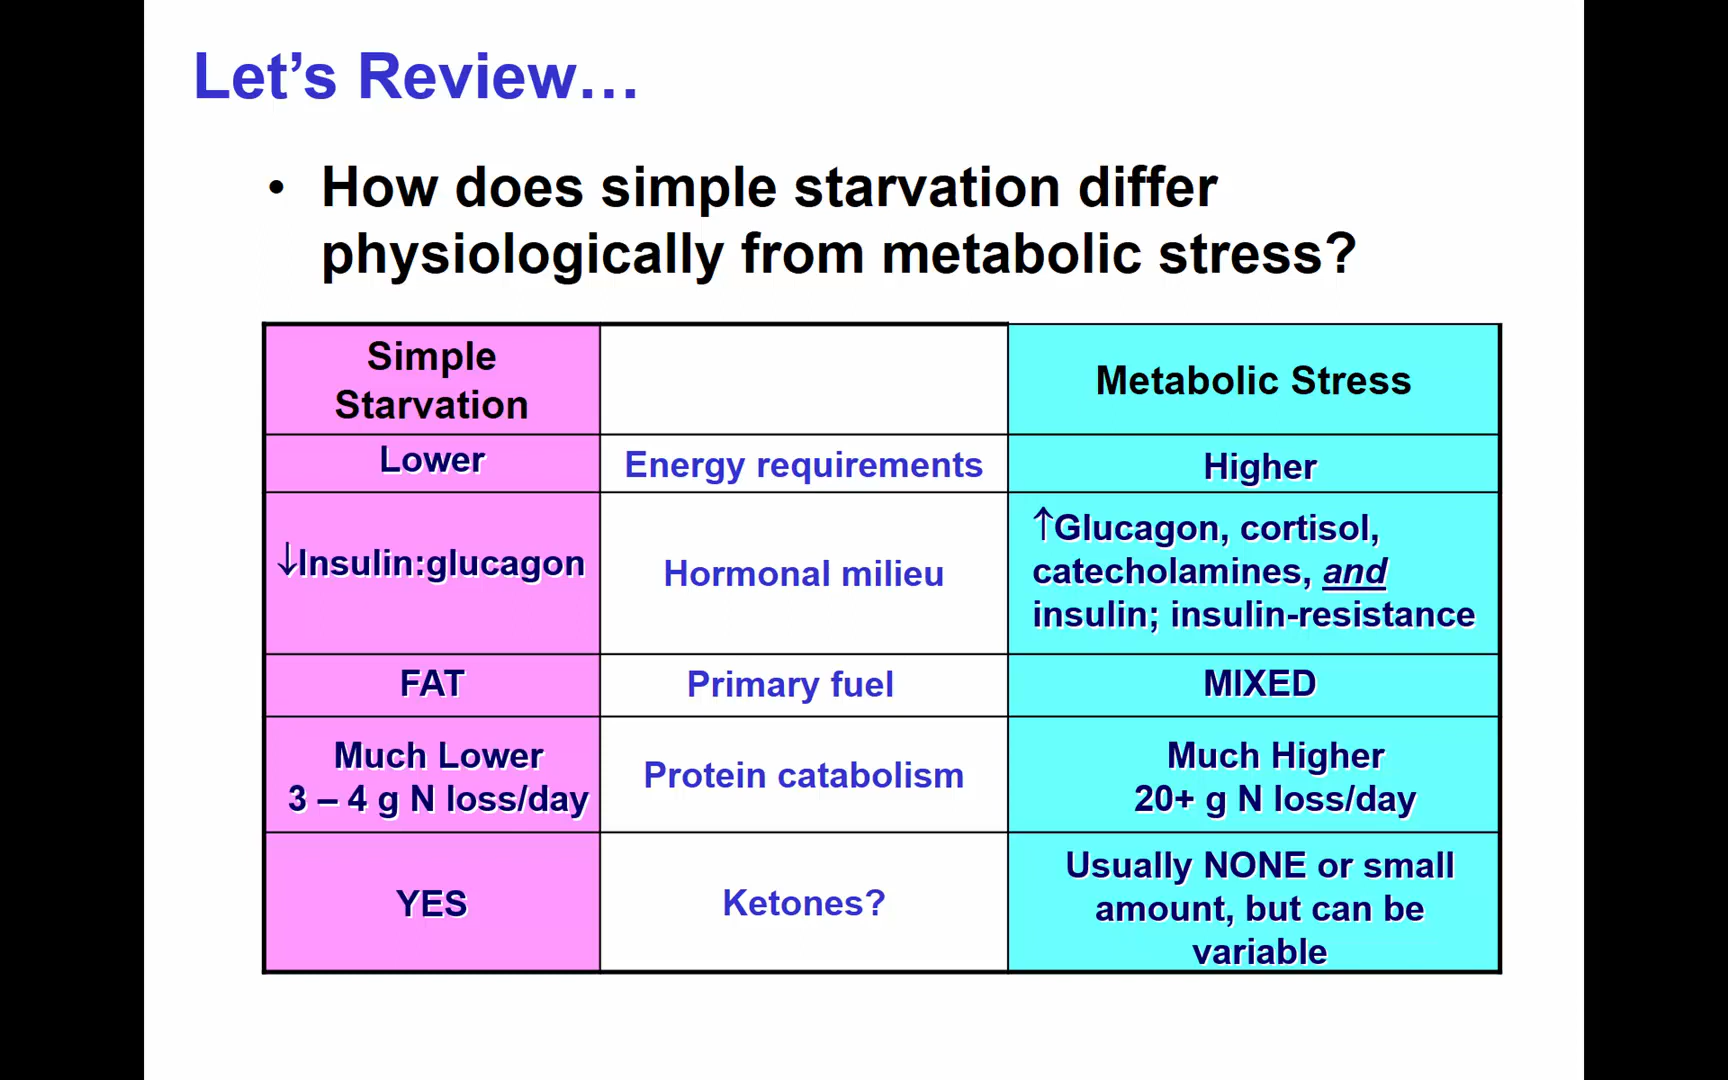 Let’s Review…
• How does simple starvation differ
physiologically from metabolic stress?
Simple
Starvation
Metabolic Stress
Lower
Energy requirements
Higher
↓Insulin:glucagon
Hormonal milieu
↑Glucagon, cortisol,
catecholamines, and
insulin; insulin-resistance
FAT
Primary fuel
MIXED
Much Lower
3 – 4 g N loss/day
Protein catabolism
Much Higher
20+ g N loss/day
YES
Ketones?
Usually NONE or small
amount, but can be
variable